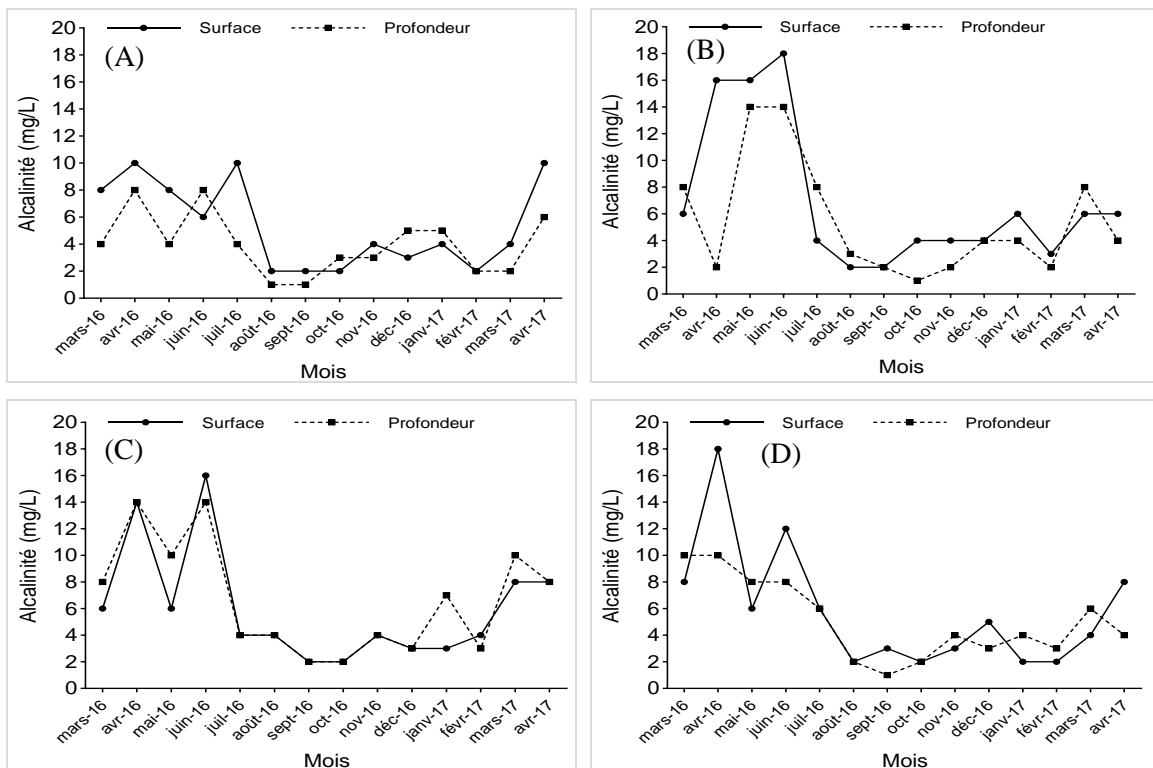 Surface Profondeur
(A)
Alcalinité (mg/L)
20
18
16
14
12
10
8
6
4
2
0
mars-16 avr-16 mai-16 juin-16 juil-16 août-16 sept-16 oct-16 nov-16 déc-16 janv-17 févr-17 mars-17 avr-17
Mois
Surface Profondeur
(B)
Alcalinité (mg/L)
20
18
16
14
12
10
8
6
4
2
0
mars-16 avr-16 mai-16 juin-16 juil-16 août-16 sept-16 oct-16 nov-16 déc-16 janv-17 févr-17 mars-17 avr-17
Mois
Surface Profondeur
(C)
Alcalinité (mg/L)
20
18
16
14
12
10
8
6
4
2
0
mars-16 avr-16 mai-16 juin-16 juil-16 août-16 sept-16 oct-16 nov-16 déc-16 janv-17 févr-17 mars-17 avr-17
Mois
Surface Profondeur
(D)
Alcalinité (mg/L)
20
18
16
14
12
10
8
6
4
2
0
mars-16 avr-16 mai-16 juin-16 juil-16 août-16 sept-16 oct-16 nov-16 déc-16 janv-17 févr-17 mars-17 avr-17
Mois